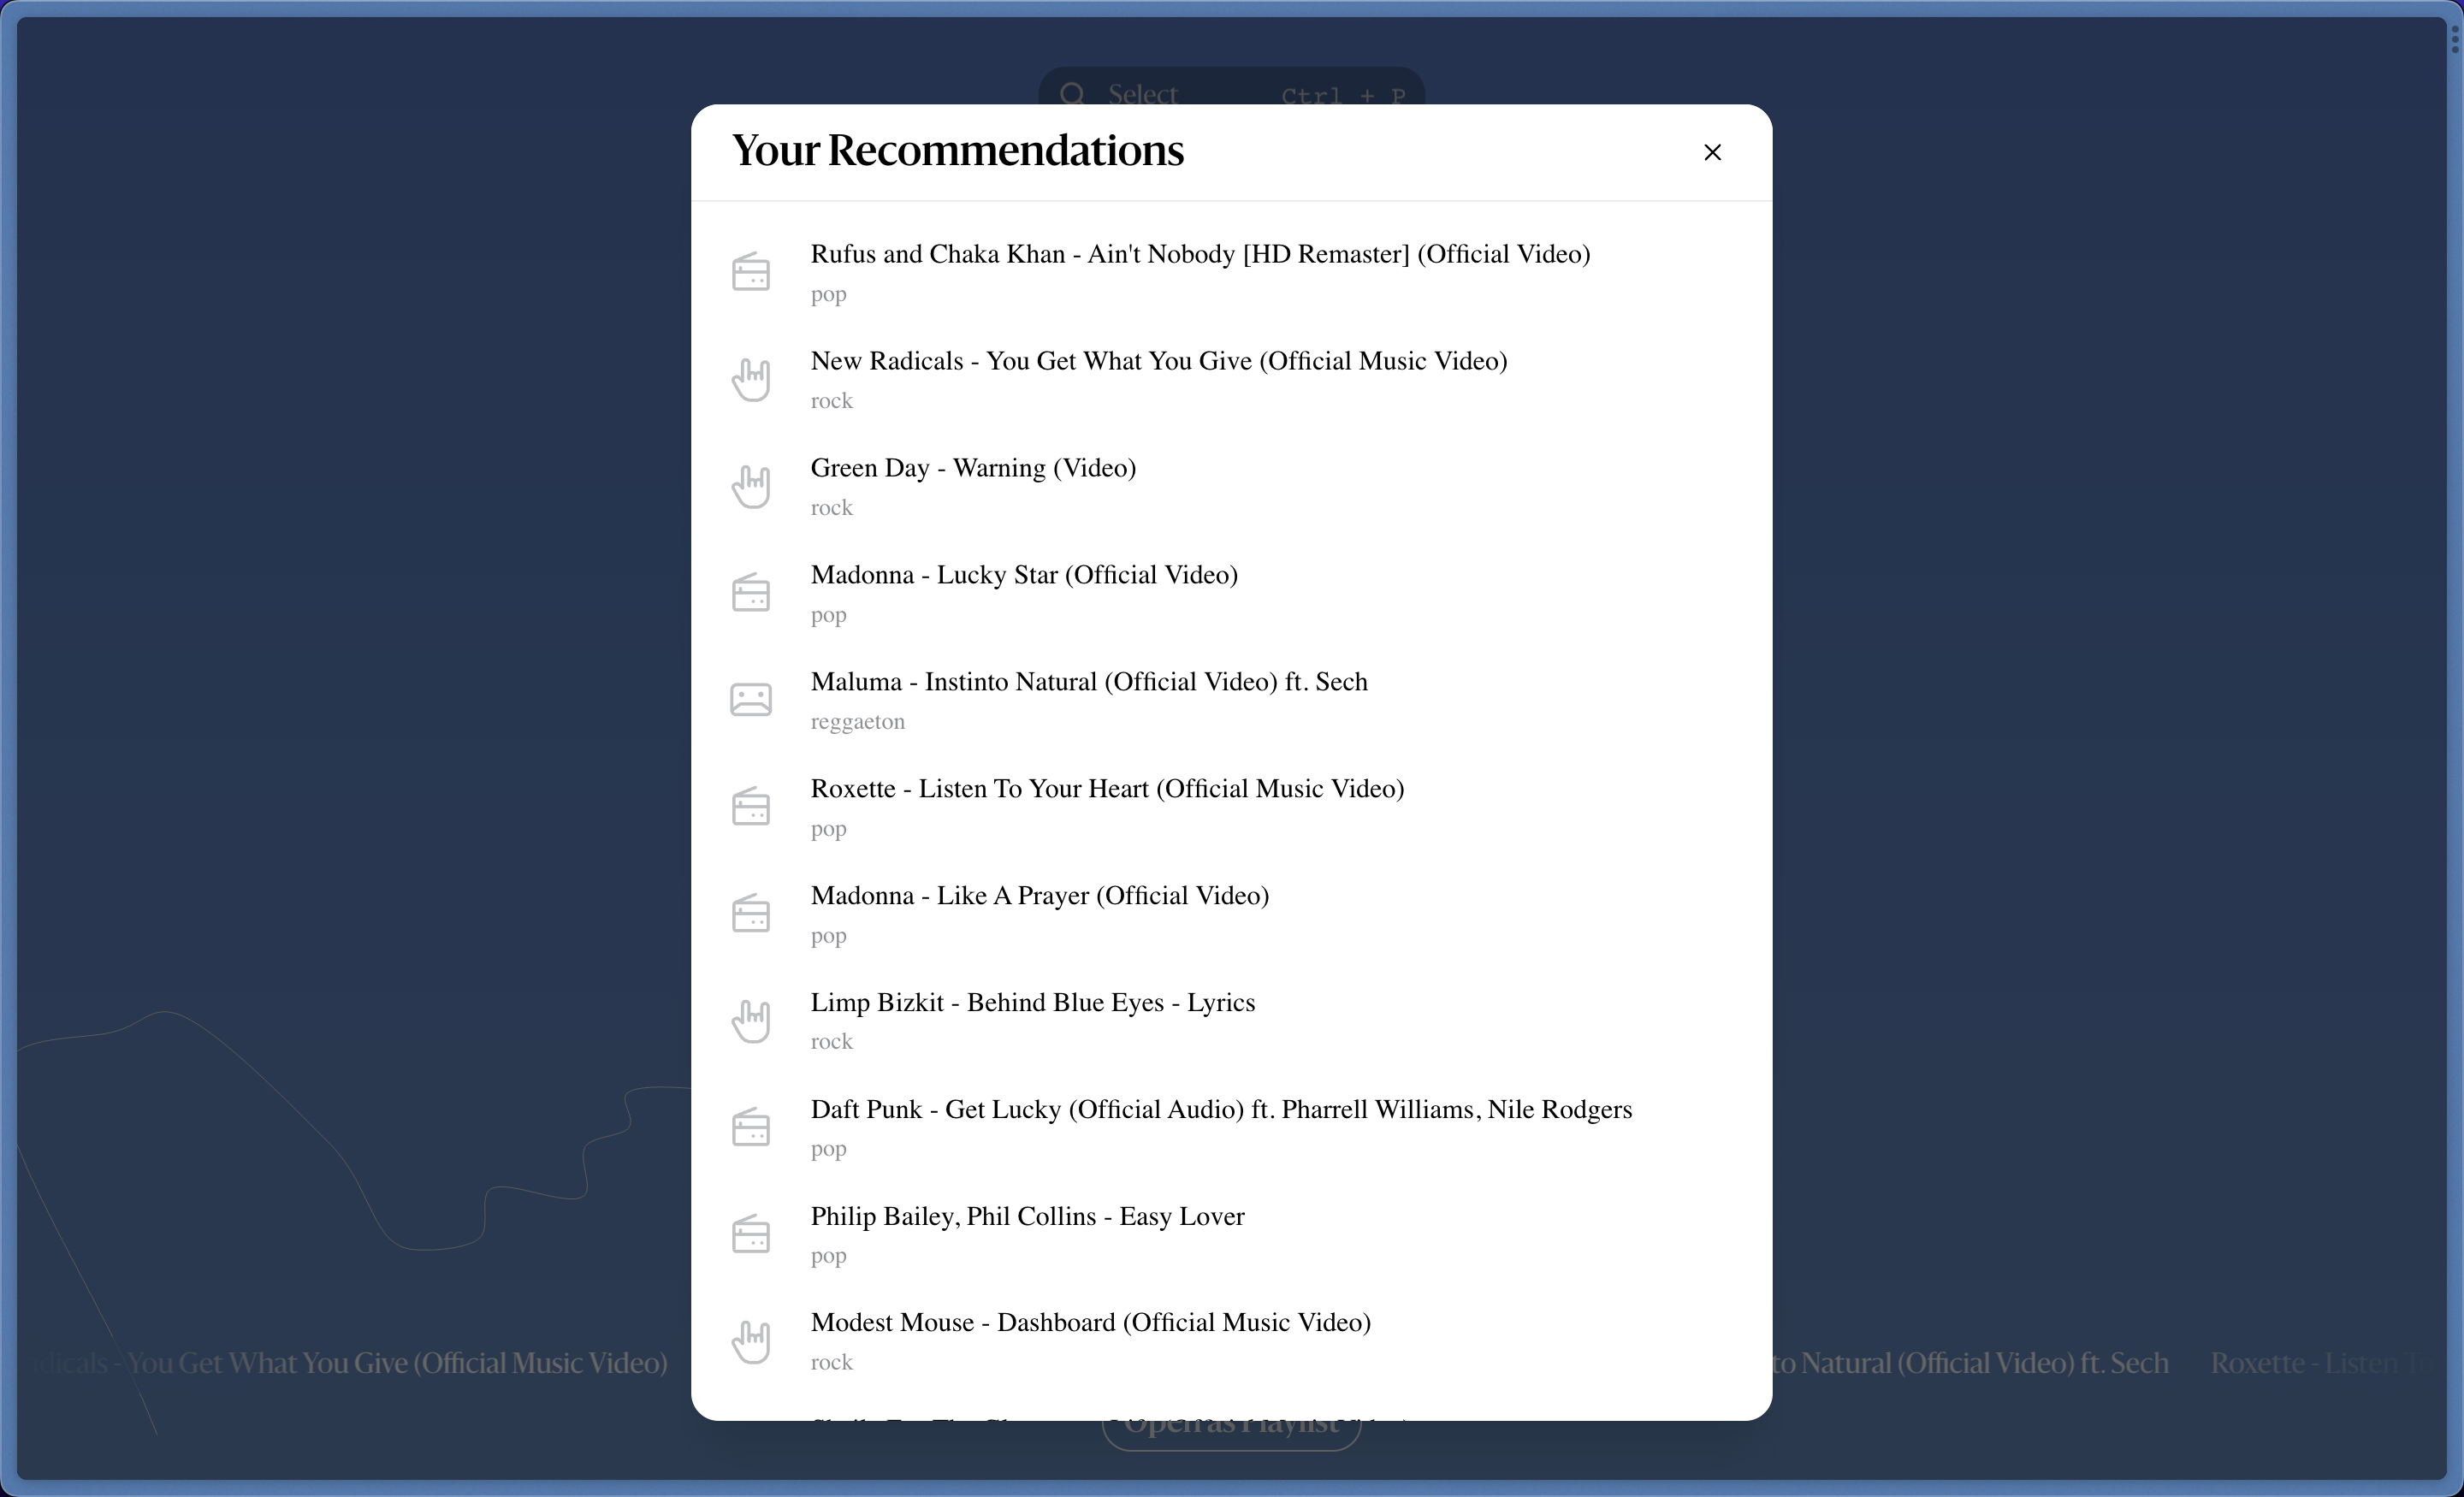 Select Ctrl + P
Your Recommendations
Rufus and Chaka Khan - Ain't Nobody [HD Remaster] (Official Video)
pop
New Radicals - You Get What You Give (Official Music Video)
rock
Green Day - Warning (Video)
rock
Madonna - Lucky Star (Official Video)
pop
Maluma - Instinto Natural (Official Video) ft. Sech
reggaeton
Roxette - Listen To Your Heart (Official Music Video)
pop
Madonna - Like A Prayer (Official Video)
pop
Limp Bizkit - Behind Blue Eyes - Lyrics
rock
Daft Punk - Get Lucky (Official Audio) ft. Pharrell Williams, Nile Rodgers
pop
Philip Bailey, Phil Collins - Easy Lover
pop
Modest Mouse - Dashboard (Official Music Video)
rock
dicals - You Get What You Give (Official Music Video)
to Natural (Official Video) ft. Sech Roxette - Listen To
Open as Playlist